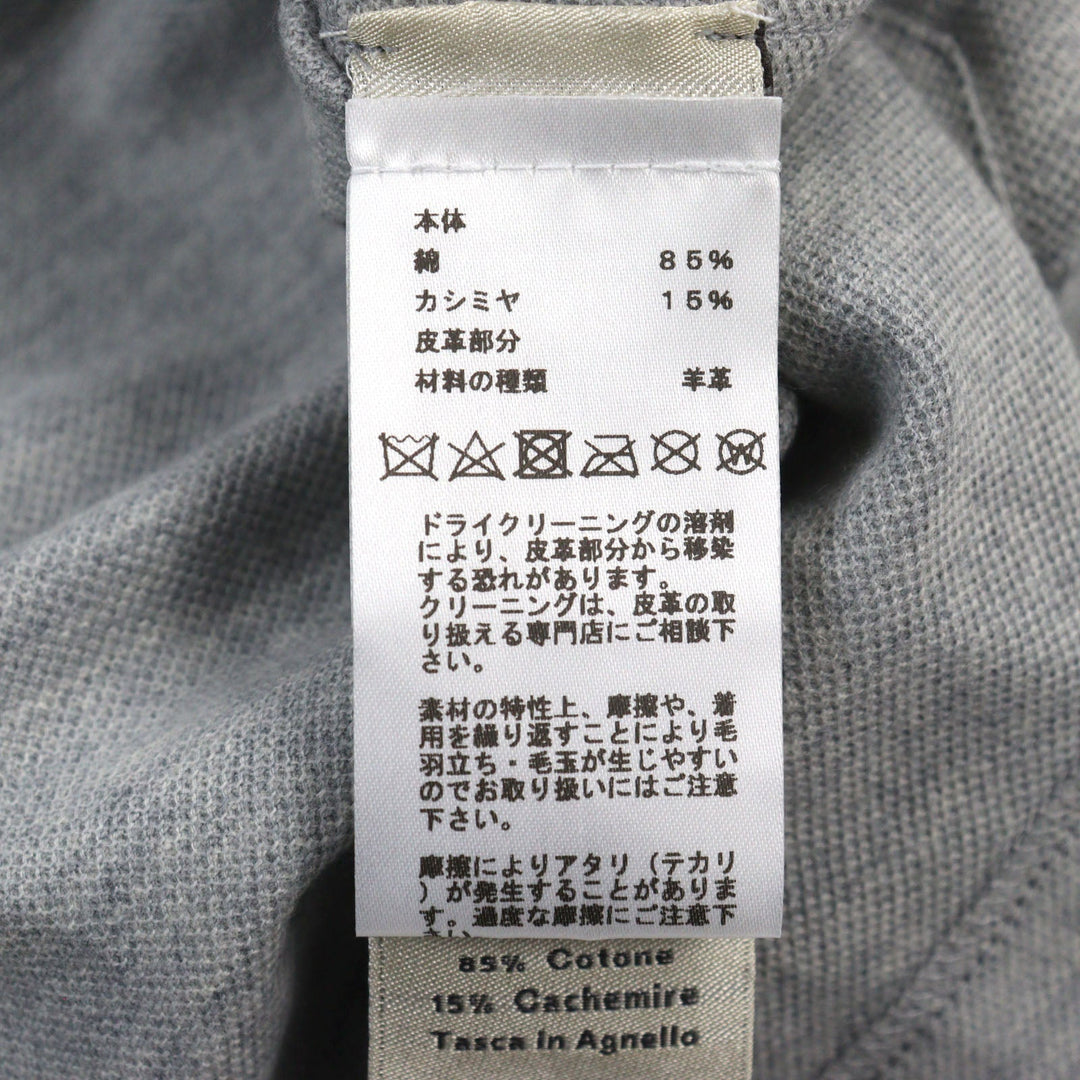 本体
綿 85%
カシミヤ 15%
皮革部分
材料の種類 羊革
W
ドライクリーニングの溶剤
により、皮革部分から移染
する恐れがあります。
クリーニングは、皮革の取
り扱える専門店にご相談下
さい。
素材の特性上、摩擦や、着
用を繰り返すことにより毛
羽立ち・毛玉が生じやすい
のでお取り扱いにはご注意
下さい。
摩擦によりアタリ（テカリ
）が発生することがありま
す。過度な摩擦にご注意下
さい。
85% Cotone
15% Cachemire
Tasca in Agnello